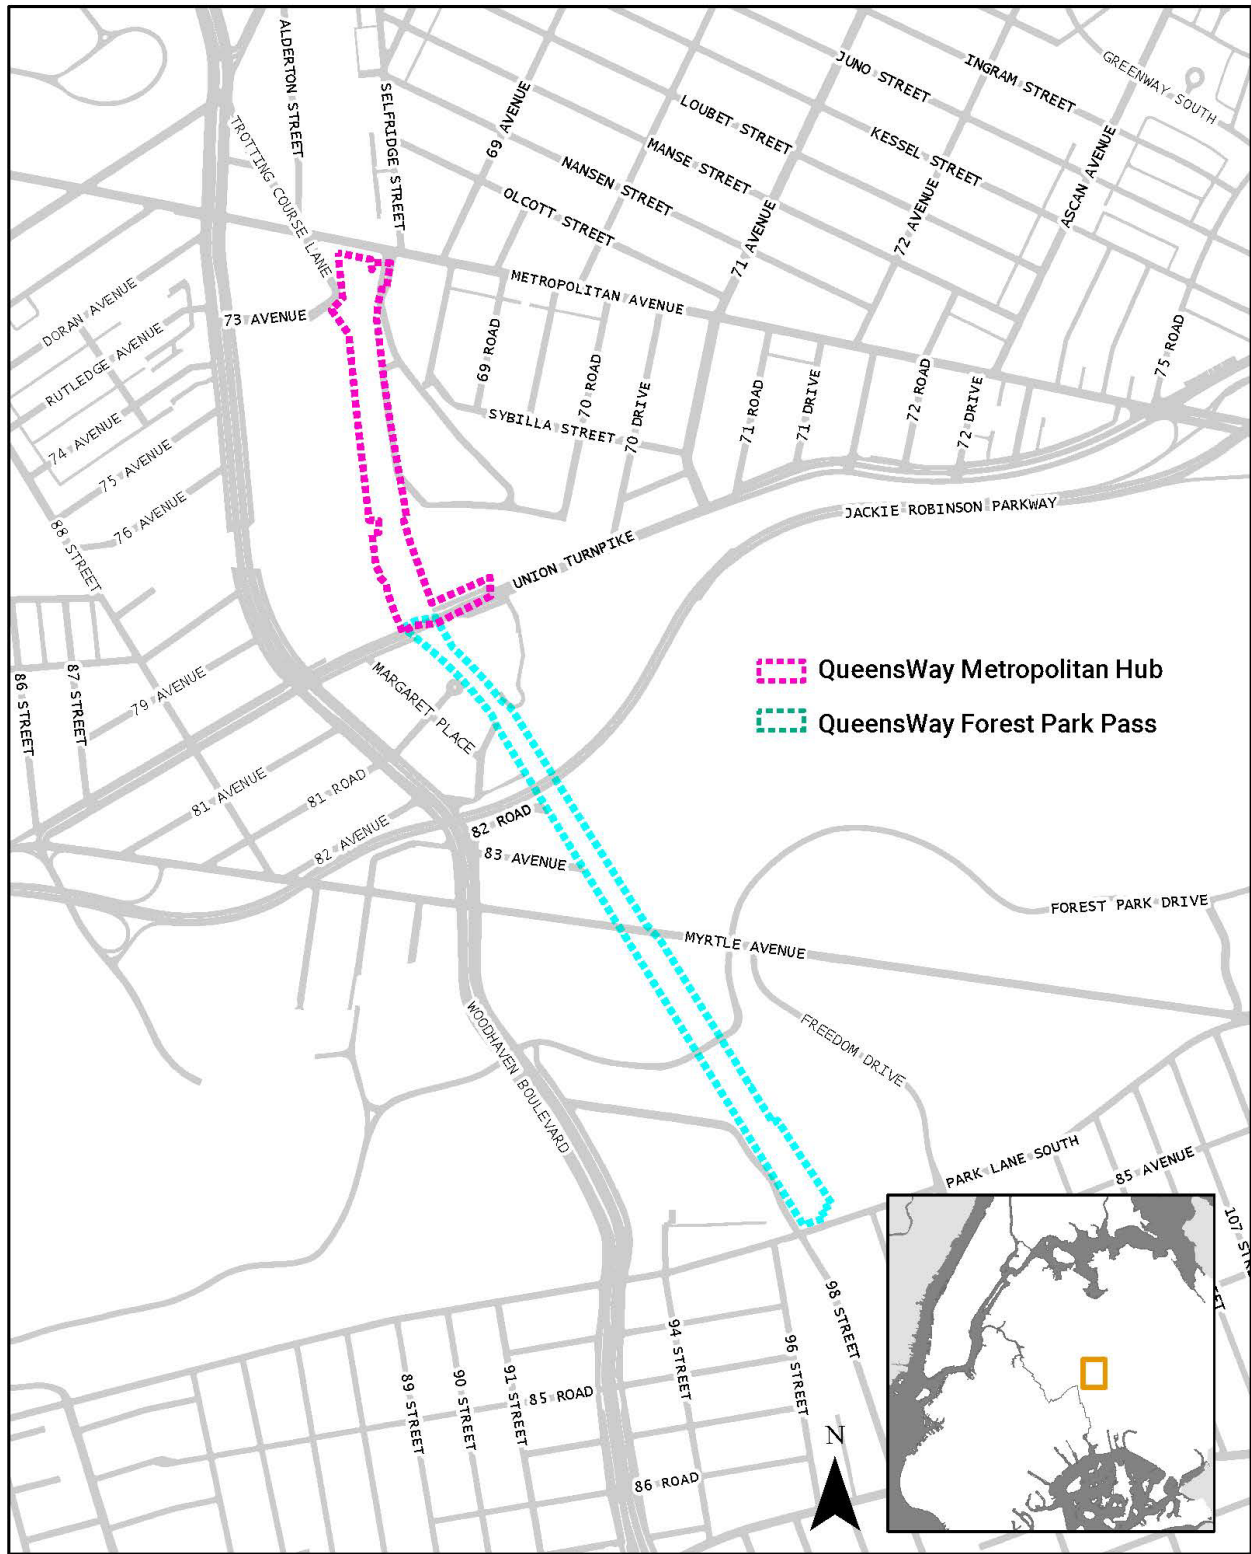 ALDERTON STREET
SELFRIDGE STREET
TROTTING COURSE LANE
69 AVENUE
JUNO STREET
INGRAM STREET
GREENWAY SOUTH
LOUBET STREET
KESSEL STREET
MANSE STREET
NANSEN STREET
OLCOTT STREET
71 AVENUE
72 AVENUE
ASCAN AVENUE
METROPOLITAN AVENUE
DORAN AVENUE
73 AVENUE
RUTLEDGE AVENUE
69 ROAD
70 ROAD
70 DRIVE
71 ROAD
71 DRIVE
72 ROAD
72 DRIVE
75 ROAD
SYBILLA STREET
74 AVENUE
75 AVENUE
76 AVENUE
88 STREET
JACKIE ROBINSON PARKWAY
UNION TURNPIKE
QueensWay Metropolitan Hub
QueensWay Forest Park Pass
86 STREET
87 STREET
79 AVENUE
MARGARET PLACE
81 AVENUE
81 ROAD
82 AVENUE
82 ROAD
83 AVENUE
FOREST PARK DRIVE
MYRTLE AVENUE
WOODHAVEN BOULEVARD
FREEDOM DRIVE
PARK LANE SOUTH
85 AVENUE
107 STR
ET
98 STREET
94 STREET
96 STREET
89 STREET
90 STREET
91 STREET
85 ROAD
86 ROAD
N